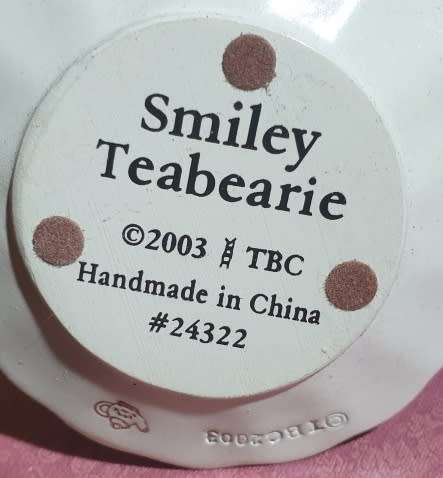 Smiley
Teabearie
©2003 TBC
Handmade in China
#24322
©TBC2003